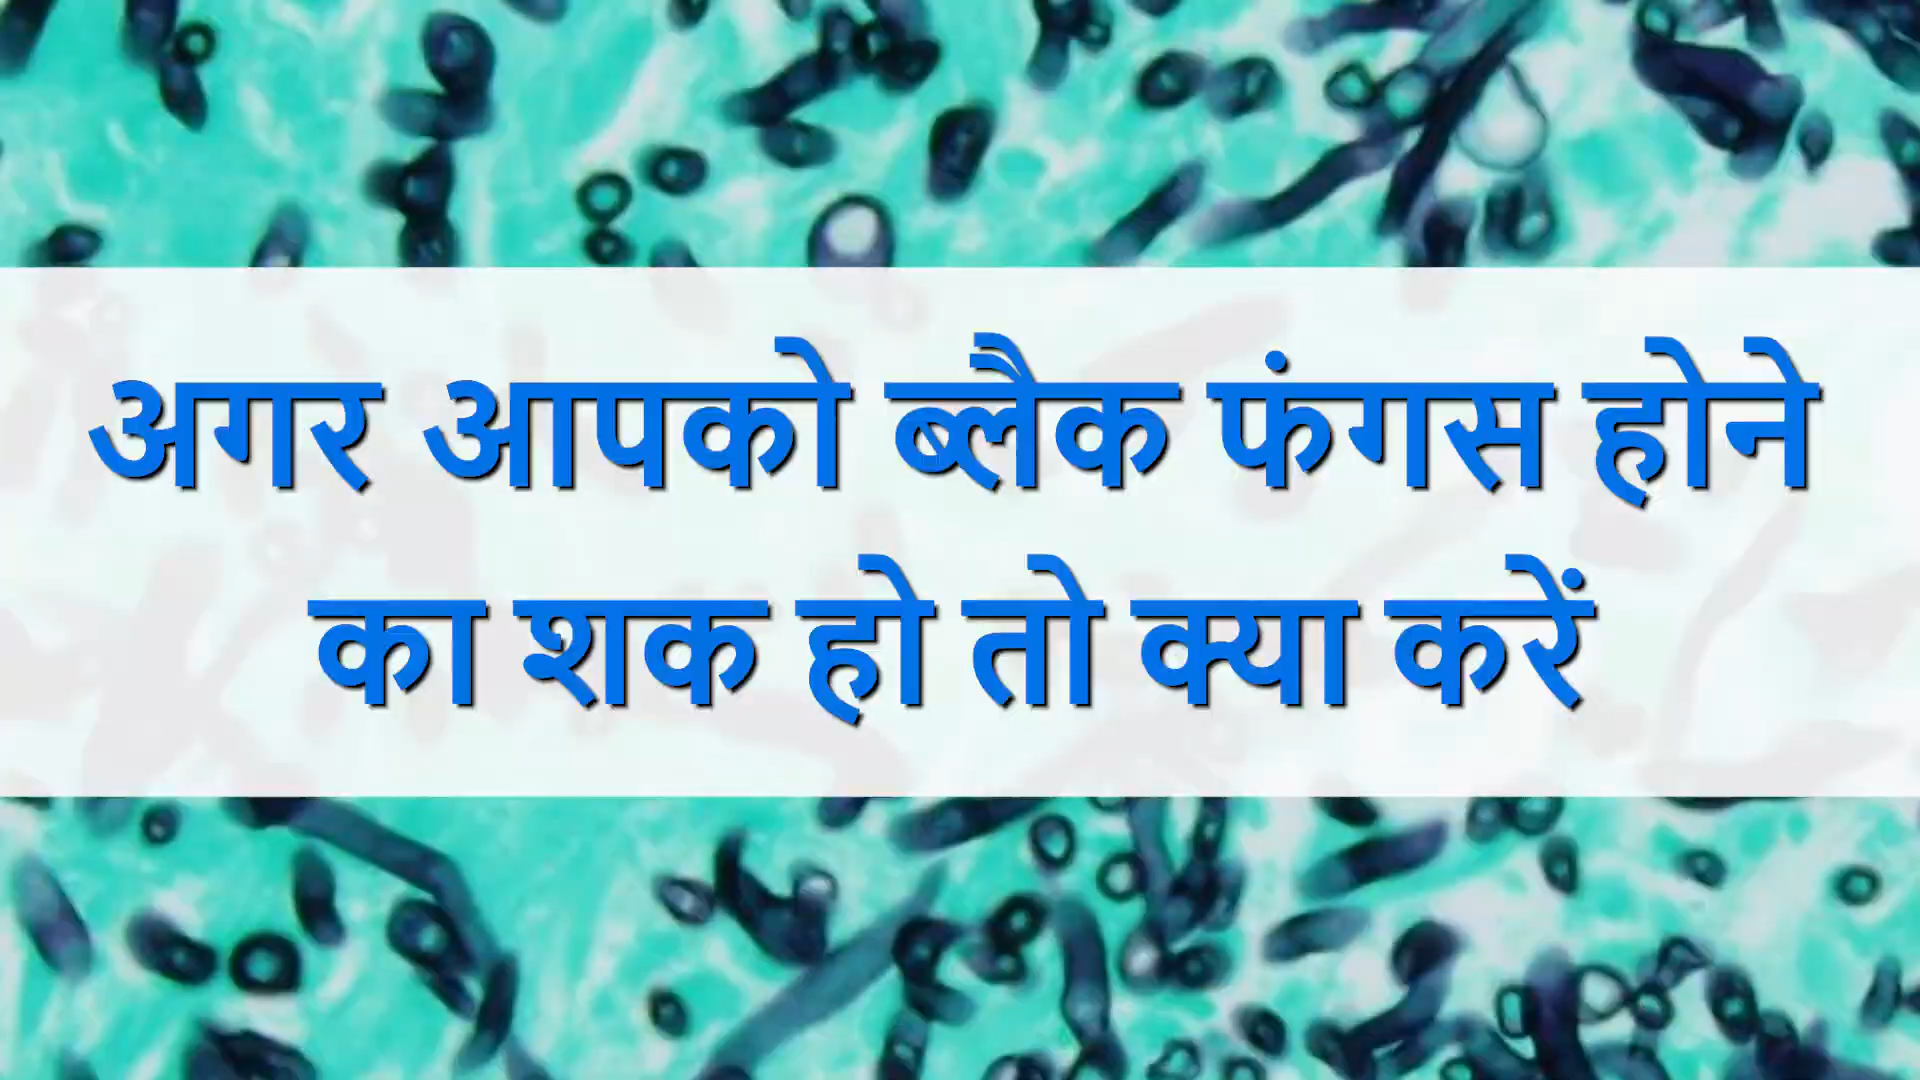 अगर आपको ब्लैक फंगस होने
का शक हो तो क्या करें